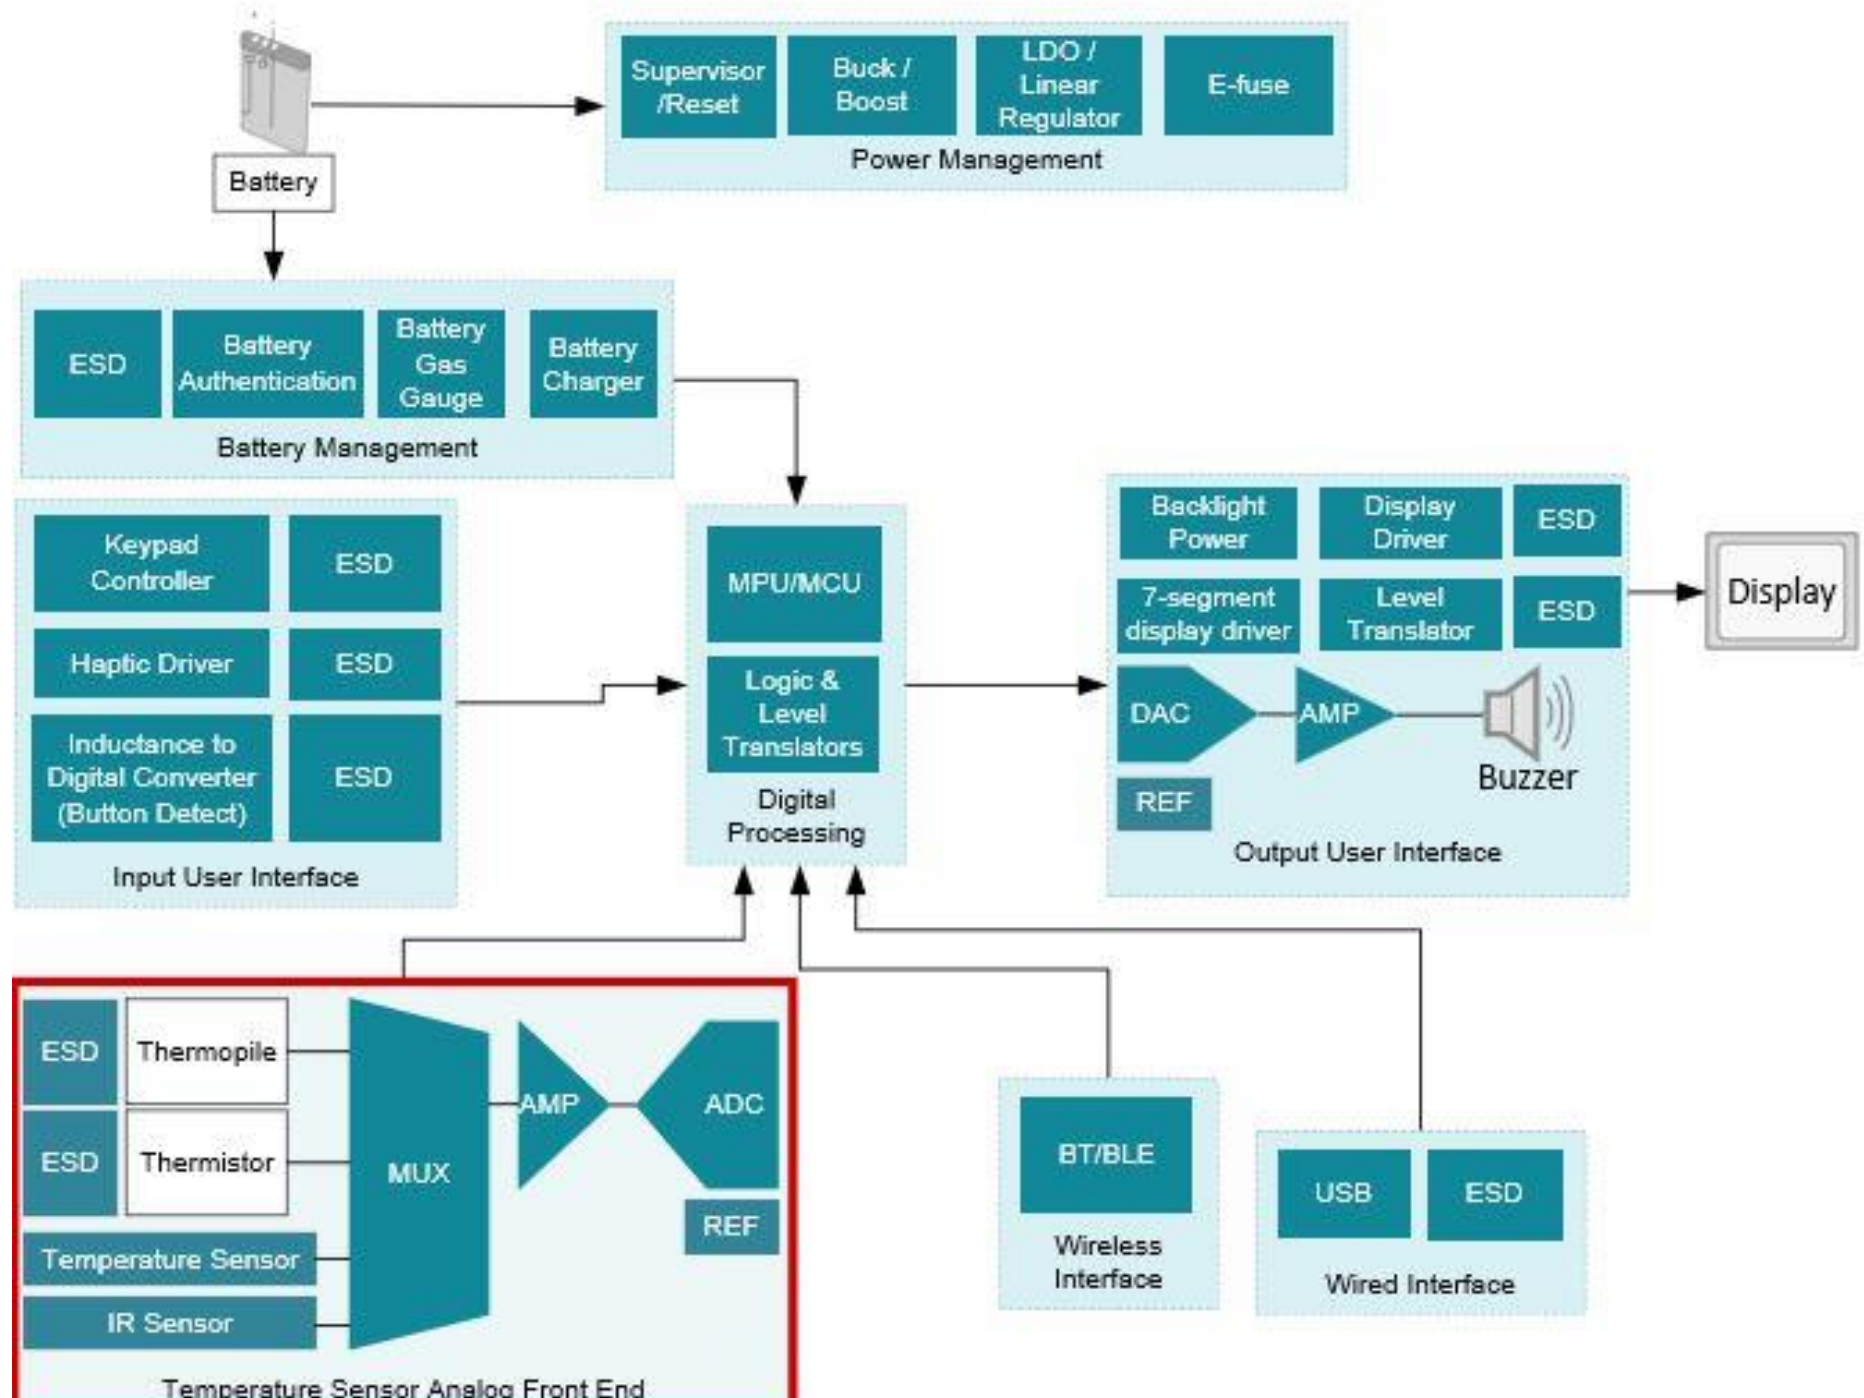 Battery
Supervisor
/Reset
Buck /
Boost
LDO /
Linear
Regulator
E-fuse
Power Management
ESD
Battery
Authentication
Battery
Gas
Gauge
Battery
Charger
Battery Management
Keypad
Controller
ESD
Haptic Driver
ESD
Inductance to
Digital Converter
(Button Detect)
ESD
Input User Interface
MPU/MCU
Logic &
Level
Translators
Digital
Processing
Backlight
Power
Display
Driver
ESD
7-segment
display driver
Level
Translator
ESD
DAC
AMP
Buzzer
REF
Output User Interface
Display
ESD
Thermopile
ESD
Thermistor
Temperature Sensor
IR Sensor
MUX
AMP
ADC
REF
Temperature Sensor Analog Front End
BT/BLE
Wireless
Interface
USB
ESD
Wired Interface